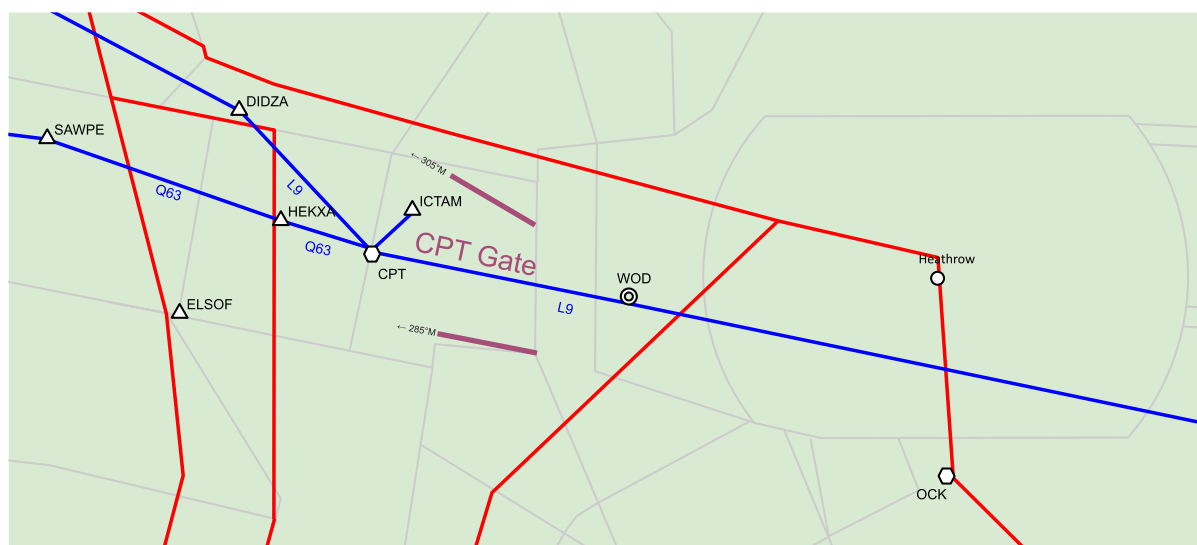 DIDZA
SAWPE
← 305°M
L9
Q63
ICTAM
HEKXA
Q63
CPT Gate
CPT
Heathrow
WOD
ELSOF
L9
← 285°M
OCK